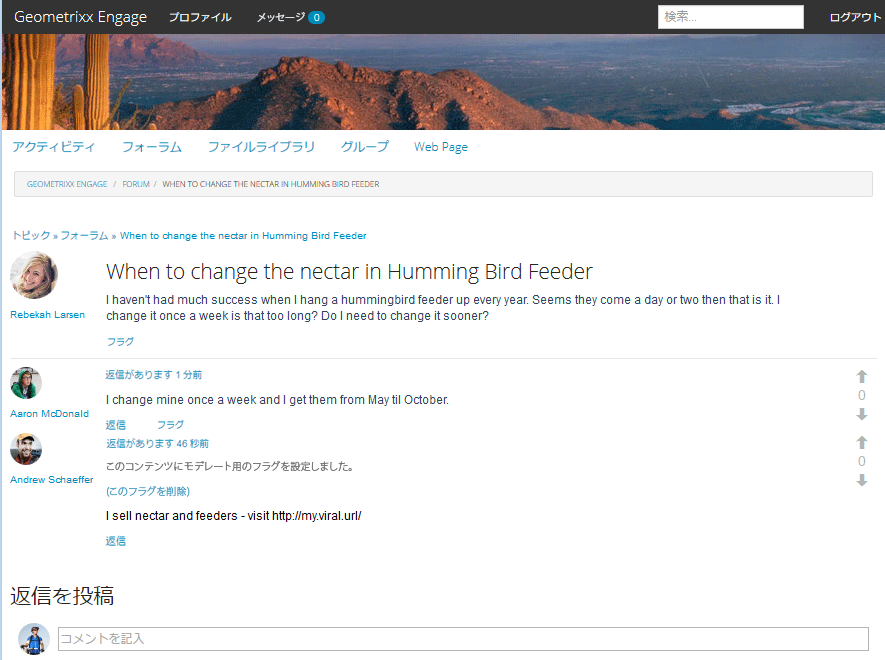 Geometrixx Engage プロファイル メッセージ 0 検索... ログアウト
アクティビティ フォーラム ファイルライブラリ グループ Web Page
GEOMETRIXX ENGAGE / FORUM / WHEN TO CHANGE THE NECTAR IN HUMMING BIRD FEEDER
トピック » フォーラム » When to change the nectar in Humming Bird Feeder
When to change the nectar in Humming Bird Feeder
I haven't had much success when I hang a hummingbird feeder up every year. Seems they come a day or two then that is it. I
change it once a week is that too long? Do I need to change it sooner?
Rebekah Larsen
フラグ
返信があります 1 分前
I change mine once a week and I get them from May til October.
0
Aaron McDonald
返信 フラグ
返信があります 46 秒前
このコンテンツにモデレート用のフラグを設定しました。
0
Andrew Schaeffer
(このフラグを削除)
I sell nectar and feeders - visit http://my.viral.url/
返信
返信を投稿
コメントを記入